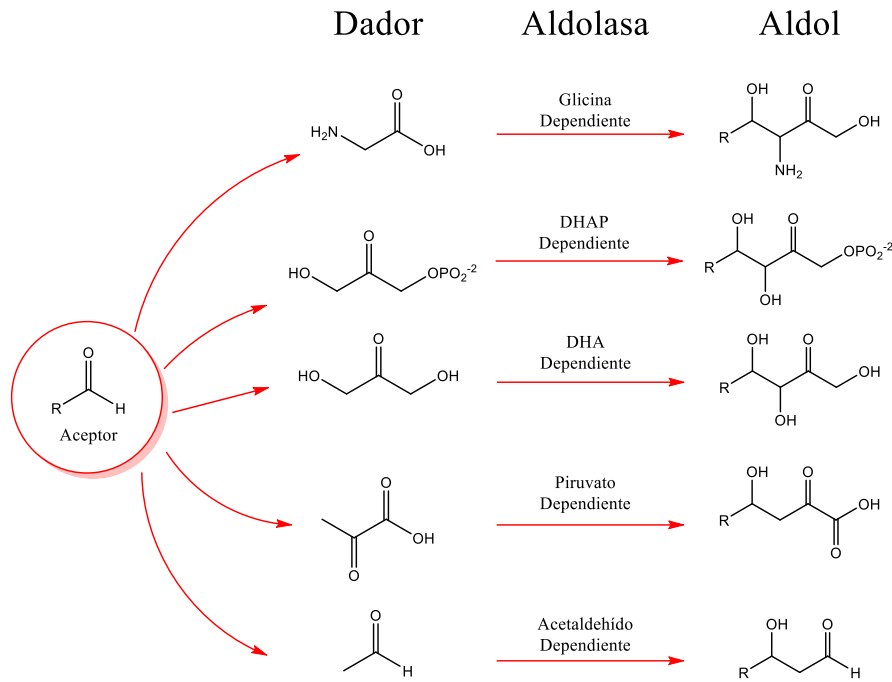 Dador Aldolasa Aldol
O
H₂N
OH
Glicina
Dependiente
OH O
OH
R
NH₂
O
HO
OPO₂⁻²
DHAP
Dependiente
OH O
R
OPO₂⁻²
OH
O
HO OH
DHA
Dependiente
OH O
OH
R
OH
O
R H
Aceptor
O
OH
O
Piruvato
Dependiente
OH O
OH
R
O
O
H
Acetaldehído
Dependiente
OH O
R H